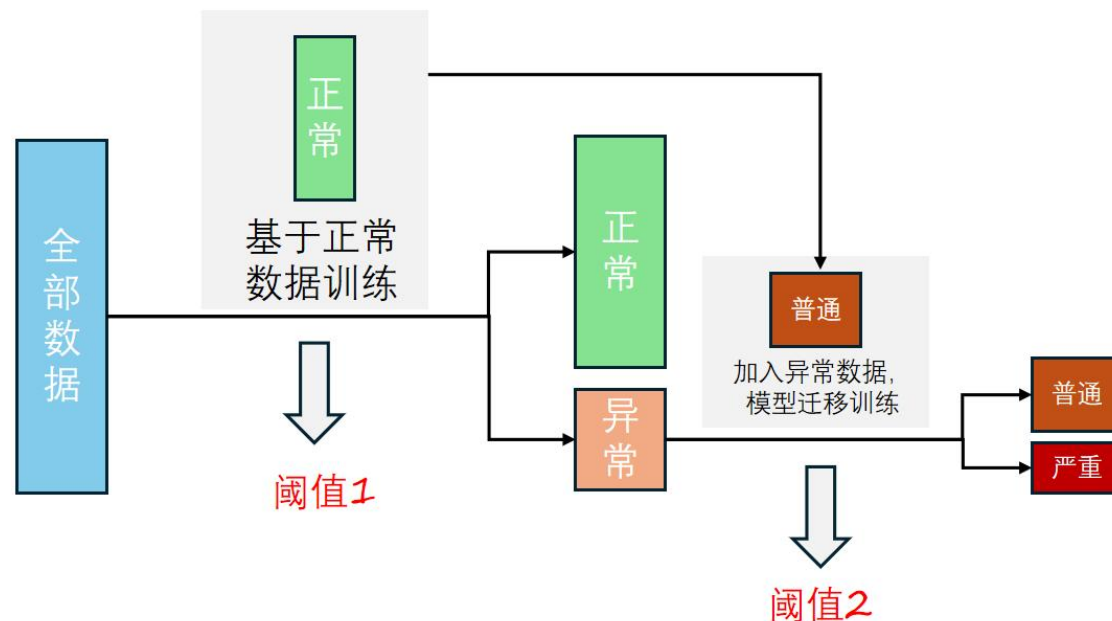 全部数据
正常
基于正常
数据训练
阈值1
正常
异常
普通
加入异常数据,
模型迁移训练
阈值2
普通
严重